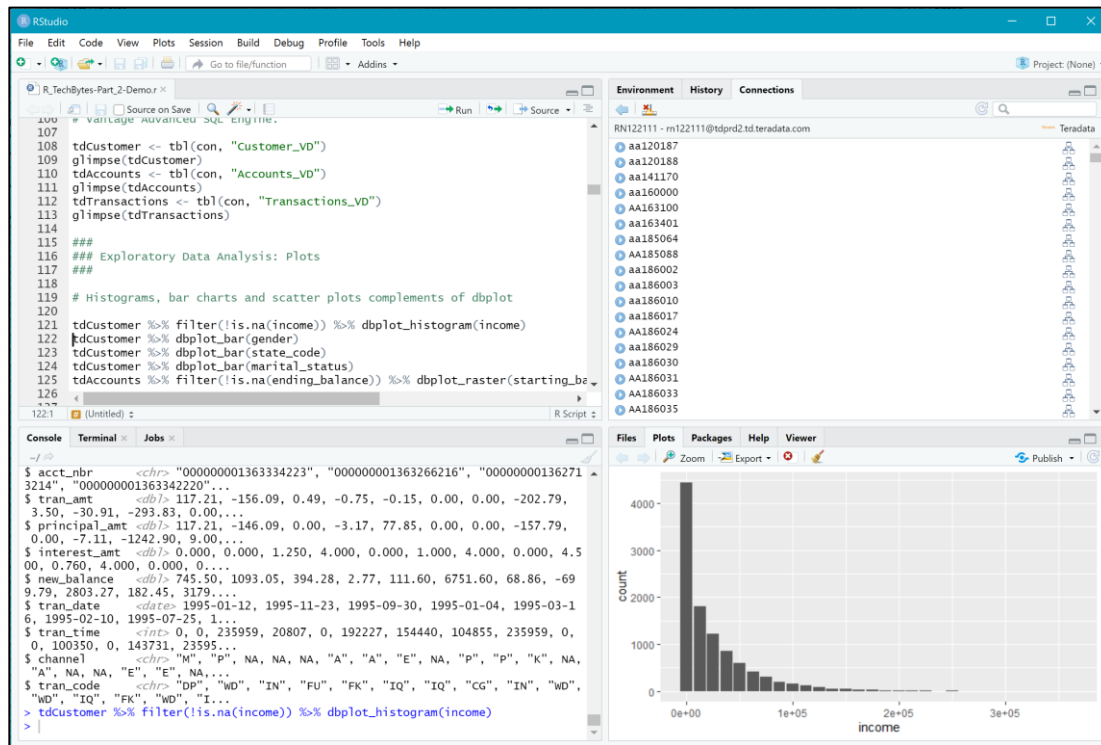 RStudio
File Edit Code View Plots Session Build Debug Profile Tools Help
Go to file/function Addins Project: (None)
R_TechBytes-Part_2-Demo.r
Source on Save Run Source
106 # Vantage Advanced SQL Engine.
107
108 tdCustomer <- tbl(con, "Customer_VD")
109 glimpse(tdCustomer)
110 tdAccounts <- tbl(con, "Accounts_VD")
111 glimpse(tdAccounts)
112 tdTransactions <- tbl(con, "Transactions_VD")
113 glimpse(tdTransactions)
114
115 ###
116 ### Exploratory Data Analysis: Plots
117 ###
118
119 # Histograms, bar charts and scatter plots complements of dbplot
120
121 tdCustomer %>% filter(!is.na(income)) %>% dbplot_histogram(income)
122 tdCustomer %>% dbplot_bar(gender)
123 tdCustomer %>% dbplot_bar(state_code)
124 tdCustomer %>% dbplot_bar(marital_status)
125 tdAccounts %>% filter(!is.na(ending_balance)) %>% dbplot_raster(starting_ba
126
127
122:1 (Untitled) R Script
Environment History Connections
RN122111 - rn122111@tdprd2.td.teradata.com Teradata
aa120187
aa120188
aa141170
aa160000
AA163100
aa163401
aa185064
AA185088
aa186002
aa186003
aa186010
aa186017
AA186024
aa186029
aa186030
AA186031
AA186033
AA186035
Console Terminal Jobs
~/
$ acct_nbr <chr> "000000001363334223", "000000001363266216", "00000000136271
3214", "000000001363342220"...
$ tran_amt <dbl> 117.21, -156.09, 0.49, -0.75, -0.15, 0.00, 0.00, -202.79,
3.50, -30.91, -293.83, 0.00,...
$ principal_amt <dbl> 117.21, -146.09, 0.00, -3.17, 77.85, 0.00, 0.00, -157.79,
0.00, -7.11, -1242.90, 9.00,...
$ interest_amt <dbl> 0.000, 0.000, 1.250, 4.000, 0.000, 1.000, 4.000, 0.000, 4.5
00, 0.760, 4.000, 0.000, 0....
$ new_balance <dbl> 745.50, 1093.05, 394.28, 2.77, 111.60, 6751.60, 68.86, -69
9.79, 2803.27, 182.45, 3179....
$ tran_date <date> 1995-01-12, 1995-11-23, 1995-09-30, 1995-01-04, 1995-03-1
6, 1995-02-10, 1995-07-25, 1...
$ tran_time <int> 0, 0, 235959, 20807, 0, 192227, 154440, 104855, 235959, 0,
0, 100350, 0, 143731, 23595...
$ channel <chr> "M", "P", NA, NA, NA, "A", "A", "E", NA, "P", "P", "K", NA,
"A", NA, NA, "E", "E", NA,...
$ tran_code <chr> "DP", "WD", "IN", "FU", "FK", "IQ", "IQ", "CG", "IN", "WD",
"WD", "IQ", "FK", "WD", "I...
> tdCustomer %>% filter(!is.na(income)) %>% dbplot_histogram(income)
>
Files Plots Packages Help Viewer
Zoom Export Publish
4000
3000
2000
1000
0
count
0e+00 1e+05 2e+05 3e+05
income